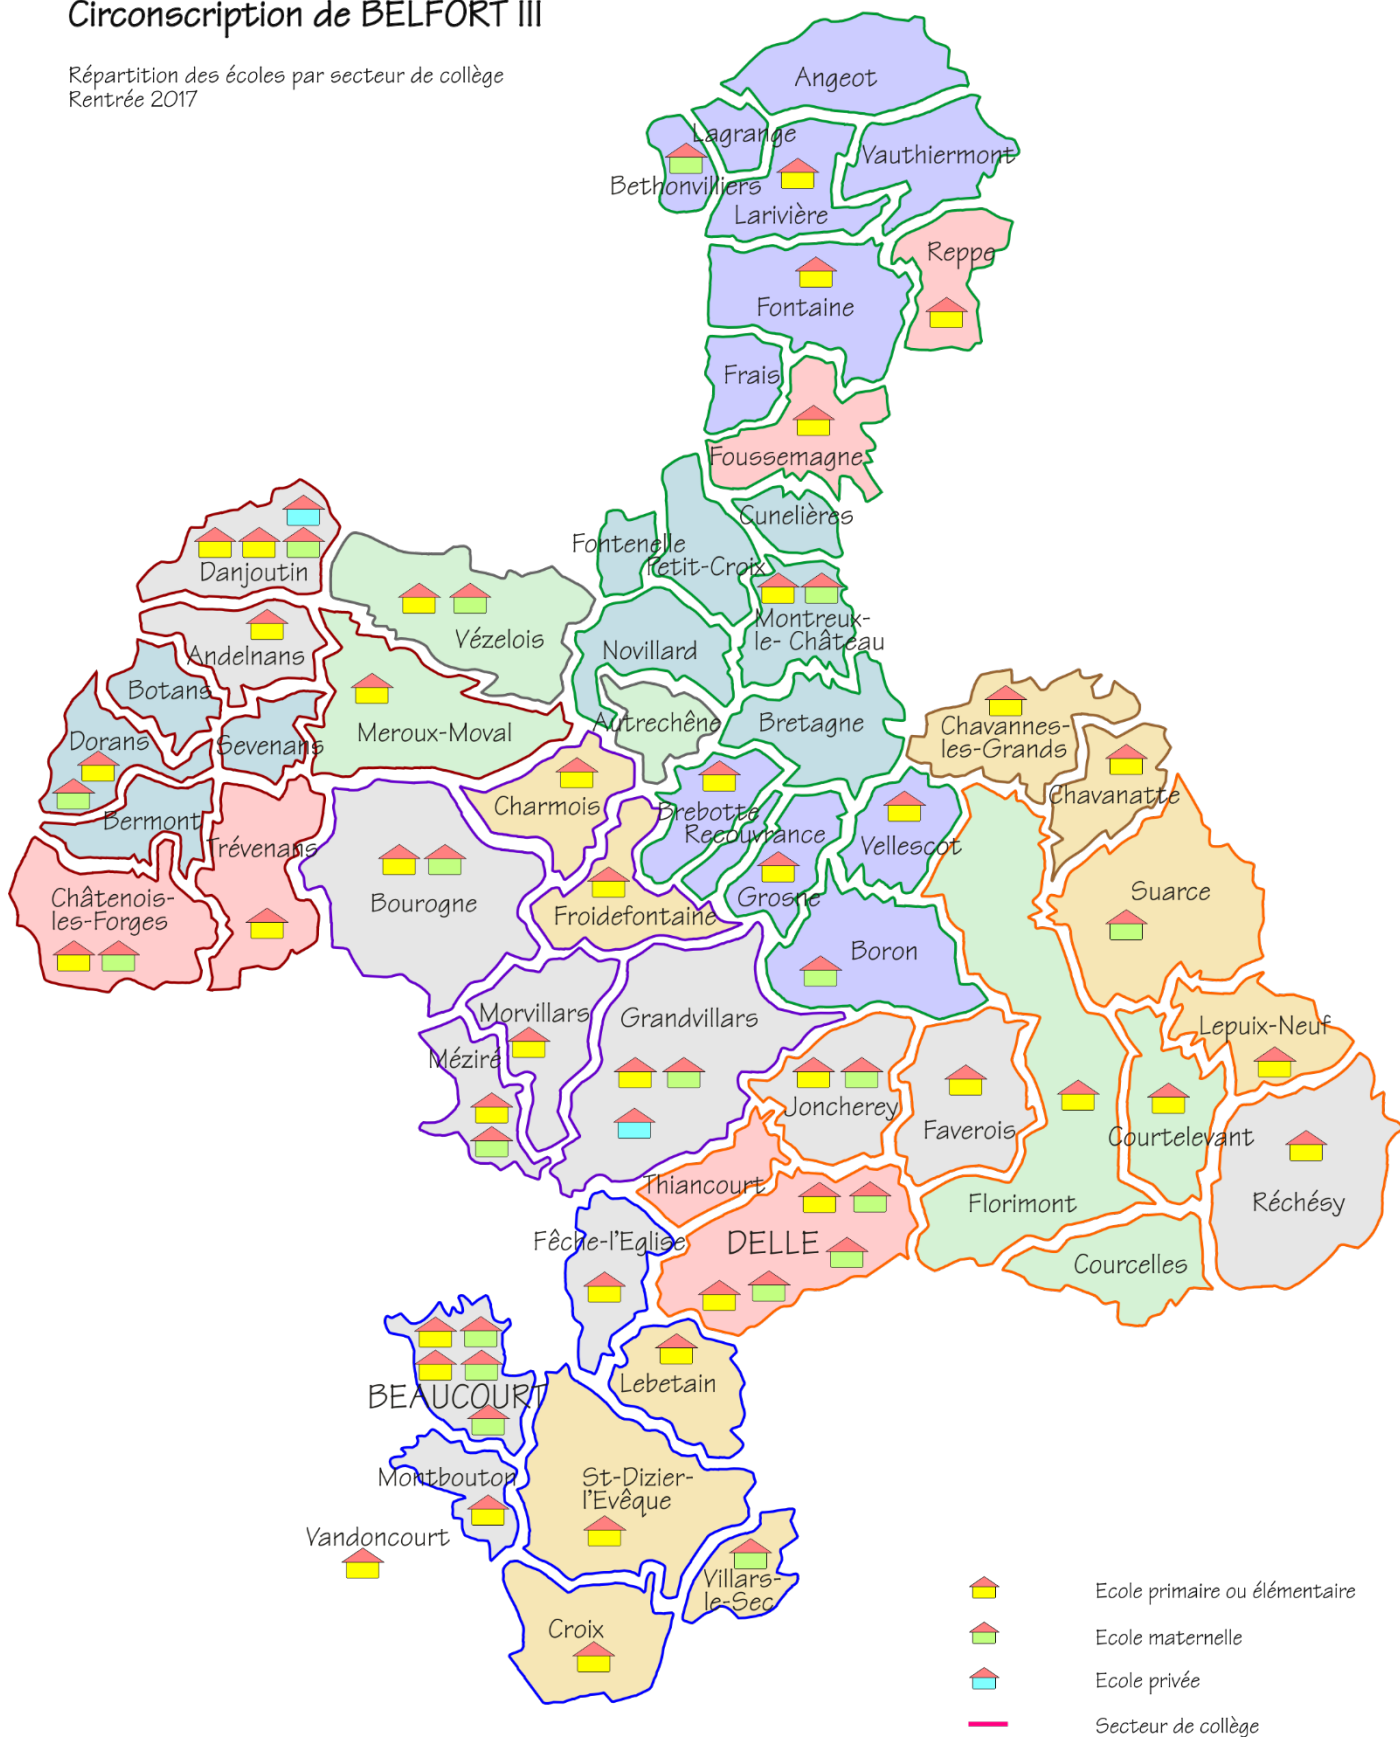 Circonscription de BELFORT III
Répartition des écoles par secteur de collège
Rentrée 2017
Angeot
Lagrange
Vauthiermont
Bethonvilliers
Larivière
Reppe
Fontaine
Frais
Foussemagne
Cunelières
Fontenelle
Petit-Croix
Danjoutin
Montreux-
le- Château
Vézelois
Novillard
Andelnans
Botans
Autrechêne
Bretagne
Chavannes-
les-Grands
Meroux-Moval
Dorans
Sevenans
Chavanatte
Charmois
Brebotte
Bermont
Recouvrance
Trévenans
Vellescot
Suarce
Châtenois-
les-Forges
Bourogne
Grosne
Froidefontaine
Boron
Morvillars
Grandvillars
Lepuix-Neuf
Méziré
Joncherey
Faverois
Courtelevant
Thiancourt
Florimont
Réchésy
Fêche-l'Eglise
DELLE
Courcelles
Lebetain
BEAUCOURT
Montbouton
St-Dizier-
l'Evêque
Vandoncourt
Villars-
le-Sec
Croix
Ecole primaire ou élémentaire
Ecole maternelle
Ecole privée
Secteur de collège